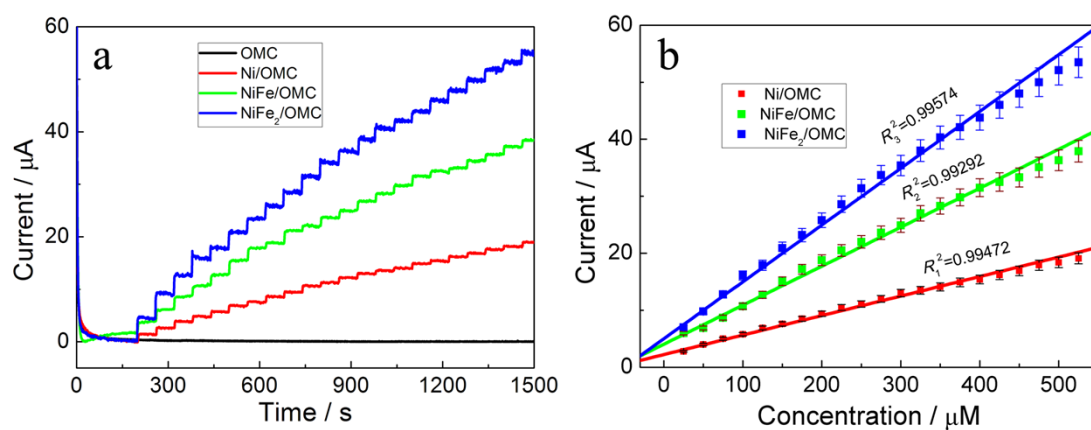 a
OMC
Ni/OMC
NiFe/OMC
NiFe₂/OMC
Current / μA
60
40
20
0
0 300 600 900 1200 1500
Time / s
b
Ni/OMC
NiFe/OMC
NiFe₂/OMC
R₃²=0.99574
R₂²=0.99292
R₁²=0.99472
Current / μA
60
40
20
0
0 100 200 300 400 500
Concentration / μM